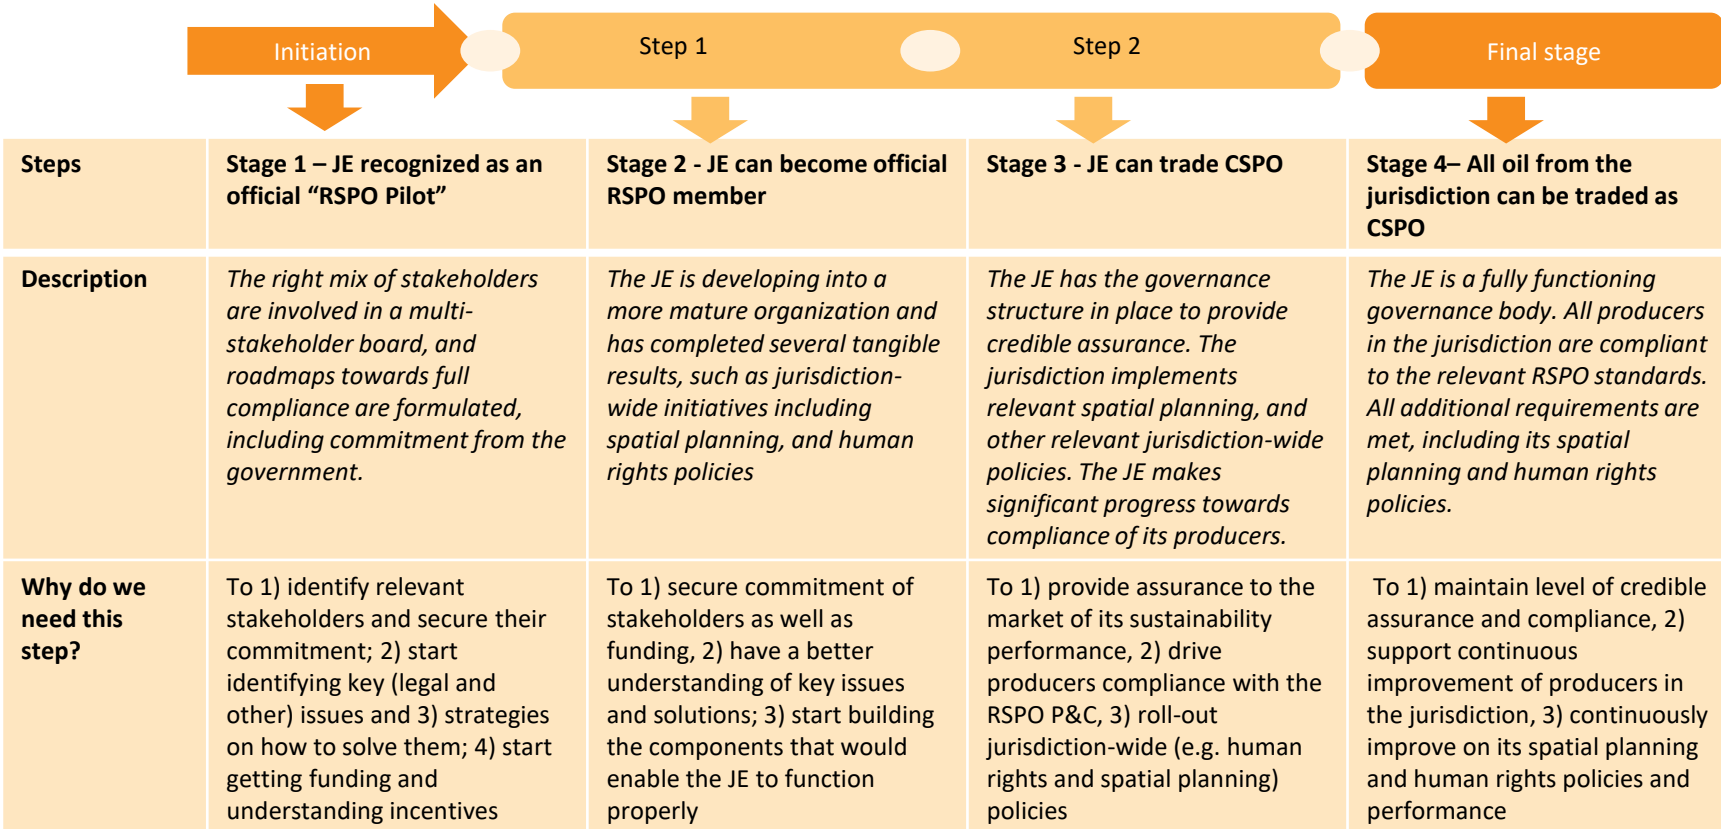 Initiation
Step 1
Step 2
Final stage
Steps
Stage 1 – JE recognized as an
official “RSPO Pilot”
Stage 2 - JE can become official
RSPO member
Stage 3 - JE can trade CSPO
Stage 4– All oil from the
jurisdiction can be traded as
CSPO
Description
The right mix of stakeholders
are involved in a multi-
stakeholder board, and
roadmaps towards full
compliance are formulated,
including commitment from the
government.
The JE is developing into a
more mature organization and
has completed several tangible
results, such as jurisdiction-
wide initiatives including
spatial planning, and human
rights policies
The JE has the governance
structure in place to provide
credible assurance. The
jurisdiction implements
relevant spatial planning, and
other relevant jurisdiction-wide
policies. The JE makes
significant progress towards
compliance of its producers.
The JE is a fully functioning
governance body. All producers
in the jurisdiction are compliant
to the relevant RSPO standards.
All additional requirements are
met, including its spatial
planning and human rights
policies.
Why do we
need this
step?
To 1) identify relevant
stakeholders and secure their
commitment; 2) start
identifying key (legal and
other) issues and 3) strategies
on how to solve them; 4) start
getting funding and
understanding incentives
To 1) secure commitment of
stakeholders as well as
funding, 2) have a better
understanding of key issues
and solutions; 3) start building
the components that would
enable the JE to function
properly
To 1) provide assurance to the
market of its sustainability
performance, 2) drive
producers compliance with the
RSPO P&C, 3) roll-out
jurisdiction-wide (e.g. human
rights and spatial planning)
policies
To 1) maintain level of credible
assurance and compliance, 2)
support continuous
improvement of producers in
the jurisdiction, 3) continuously
improve on its spatial planning
and human rights policies and
performance